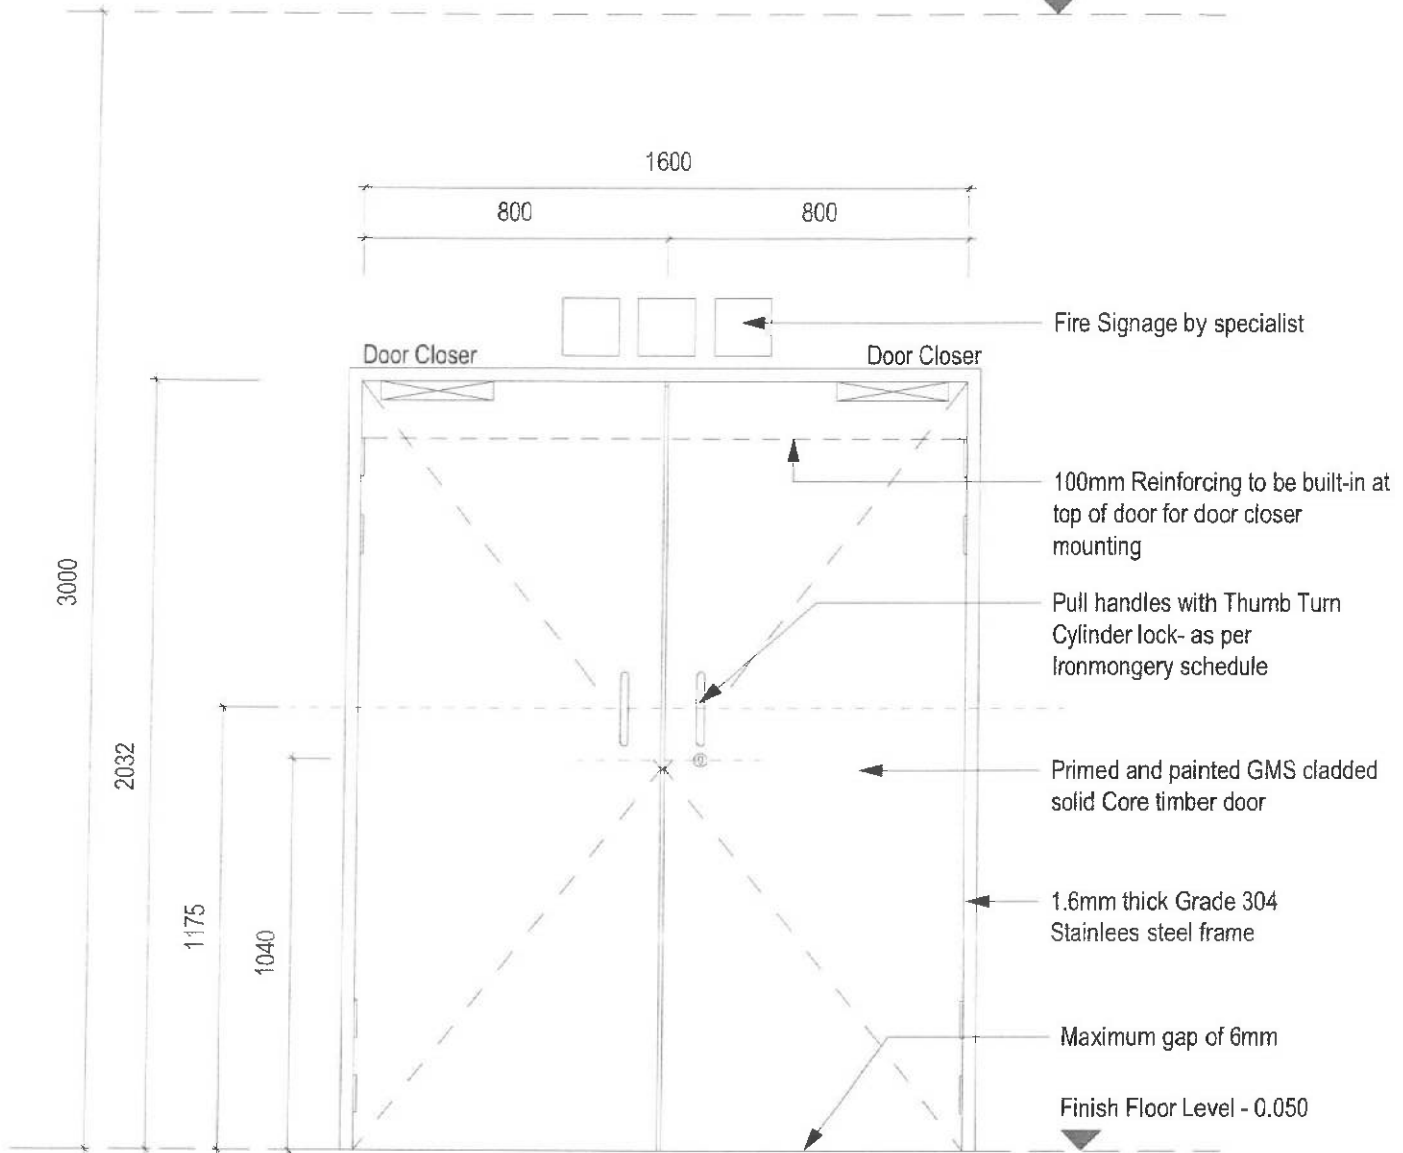 1600
800
800
Fire Signage by specialist
Door Closer
Door Closer
100mm Reinforcing to be built-in at
top of door for door closer
mounting
3000
Pull handles with Thumb Turn
Cylinder lock- as per
Ironmongery schedule
2032
Primed and painted GMS cladded
solid Core timber door
1175
1040
1.6mm thick Grade 304
Stainlees steel frame
Maximum gap of 6mm
Finish Floor Level - 0.050